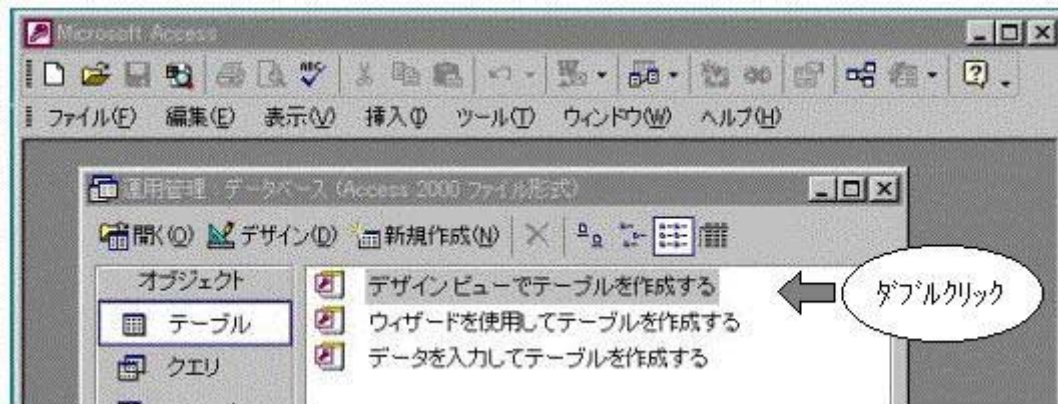 Microsoft Access
ファイル(F) 編集(E) 表示(V) 挿入(I) ツール(T) ウィンドウ(W) ヘルプ(H)
運用管理 : データベース (Access 2000 ファイル形式)
開く(O) デザイン(D) 新規作成(N)
オブジェクト
テーブル
クエリ
デザイン ビューでテーブルを作成する
ウィザードを使用してテーブルを作成する
データを入力してテーブルを作成する
ダブルクリック